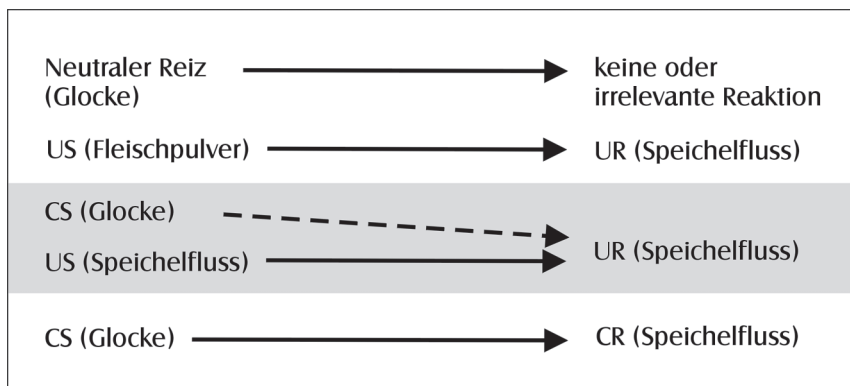 Neutraler Reiz
(Glocke)
keine oder
irrelevante Reaktion
US (Fleischpulver)
UR (Speichelfluss)
CS (Glocke)
US (Speichelfluss)
UR (Speichelfluss)
CS (Glocke)
CR (Speichelfluss)